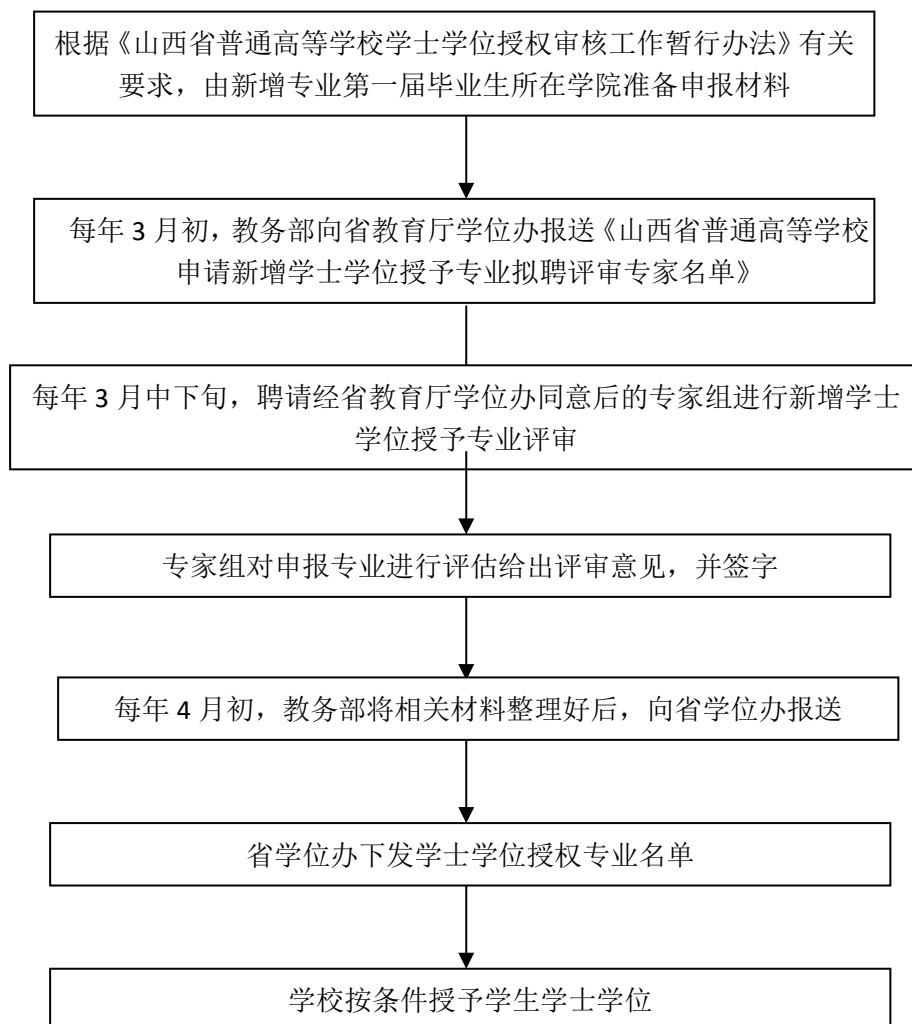 根据《山西省普通高等学校学士学位授权审核工作暂行办法》有关
要求，由新增专业第一届毕业生所在学院准备申报材料
每年 3 月初，教务部向省教育厅学位办报送《山西省普通高等学校
申请新增学士学位授予专业拟聘评审专家名单》
每年 3 月中下旬，聘请经省教育厅学位办同意后的专家组进行新增学士
学位授予专业评审
专家组对申报专业进行评估给出评审意见，并签字
每年 4 月初，教务部将相关材料整理好后，向省学位办报送
省学位办下发学士学位授权专业名单
学校按条件授予学生学士学位